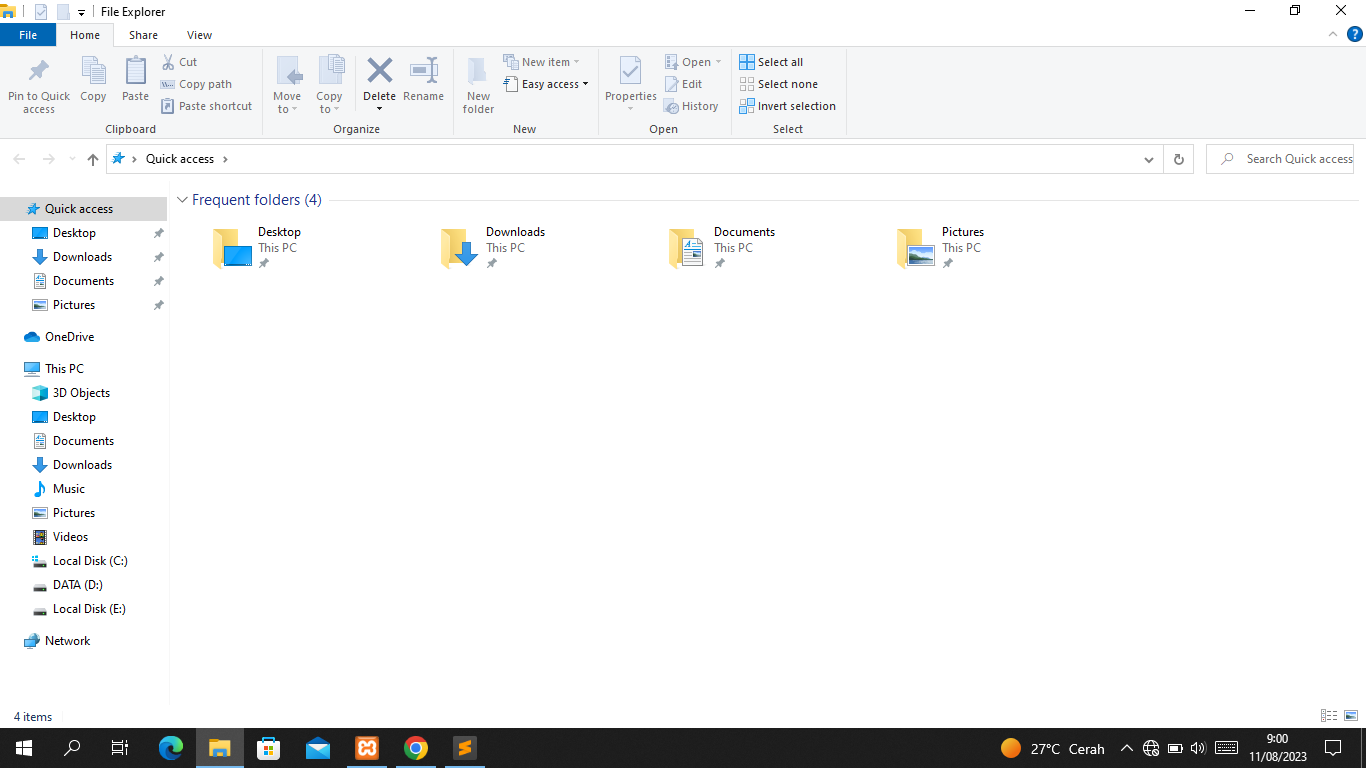 File Explorer
File Home Share View
Pin to Quick access
Copy
Paste
Cut
Copy path
Paste shortcut
Clipboard
Move to
Copy to
Delete
Rename
Organize
New folder
New item
Easy access
New
Properties
Open
Edit
History
Open
Select all
Select none
Invert selection
Select
Quick access
Search Quick access
Quick access
Desktop
Downloads
Documents
Pictures
OneDrive
This PC
3D Objects
Desktop
Documents
Downloads
Music
Pictures
Videos
Local Disk (C:)
DATA (D:)
Local Disk (E:)
Network
Frequent folders (4)
Desktop
This PC
Downloads
This PC
Documents
This PC
Pictures
This PC
4 items
27°C Cerah
9:00
11/08/2023